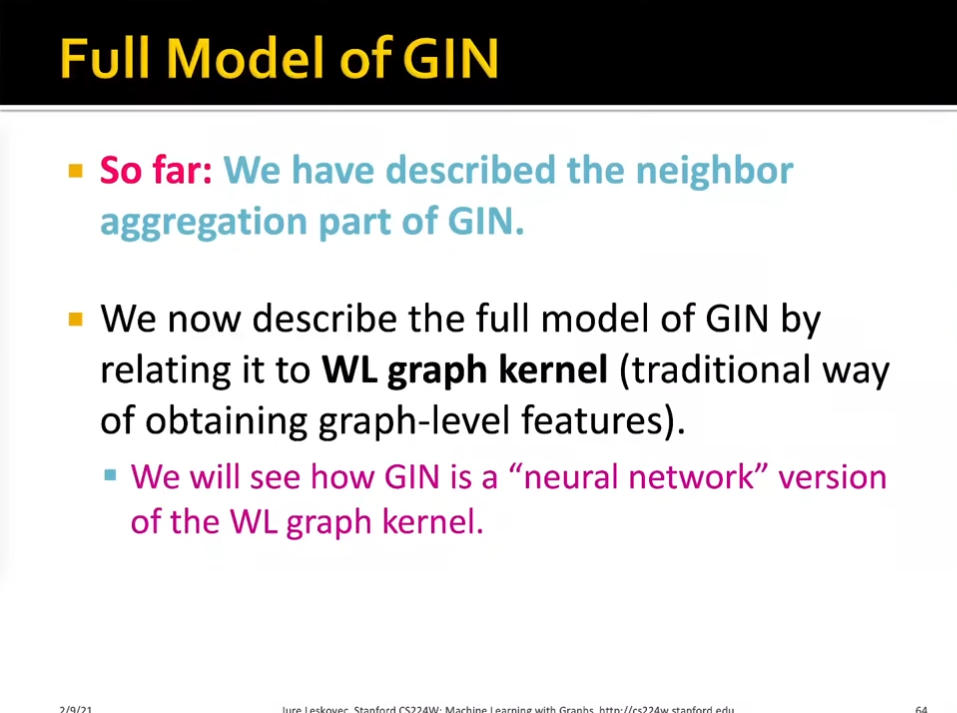 Full Model of GIN
So far: We have described the neighbor
aggregation part of GIN.
We now describe the full model of GIN by
relating it to WL graph kernel (traditional way
of obtaining graph-level features).
We will see how GIN is a “neural network” version
of the WL graph kernel.
2/9/21 Jure Leskovec, Stanford CS224W: Machine Learning with Graphs, http://cs224w.stanford.edu 64